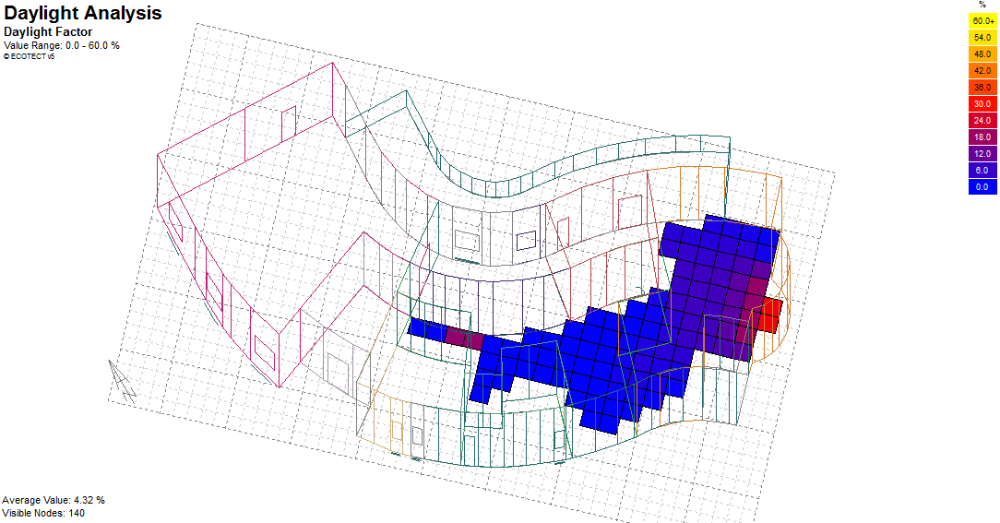 Daylight Analysis
Daylight Factor
Value Range: 0.0 - 60.0 %
© ECOTECT v5
%
60.0+
54.0
48.0
42.0
36.0
30.0
24.0
18.0
12.0
6.0
0.0
Average Value: 4.32 %
Visible Nodes: 140